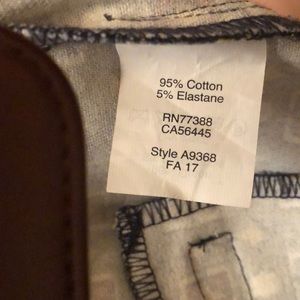 95% Cotton
5% Elastane
RN77388
CA56445
Style A9368
FA 17